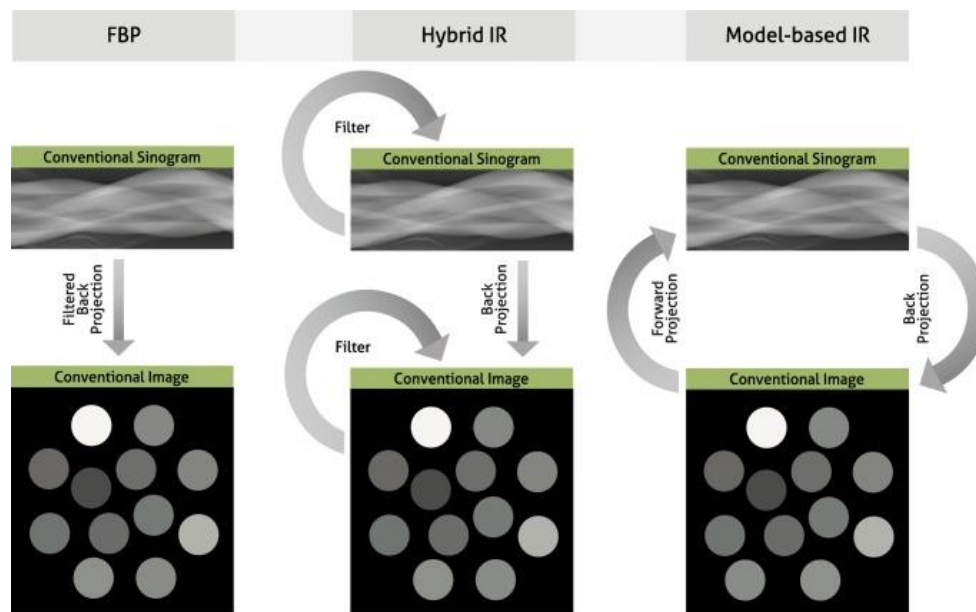 FBP
Hybrid IR
Model-based IR
Filter
Conventional Sinogram
Conventional Sinogram
Conventional Sinogram
Filtered
Back
Projection
Filter
Back
Projection
Forward
Projection
Back
Projection
Conventional Image
Conventional Image
Conventional Image